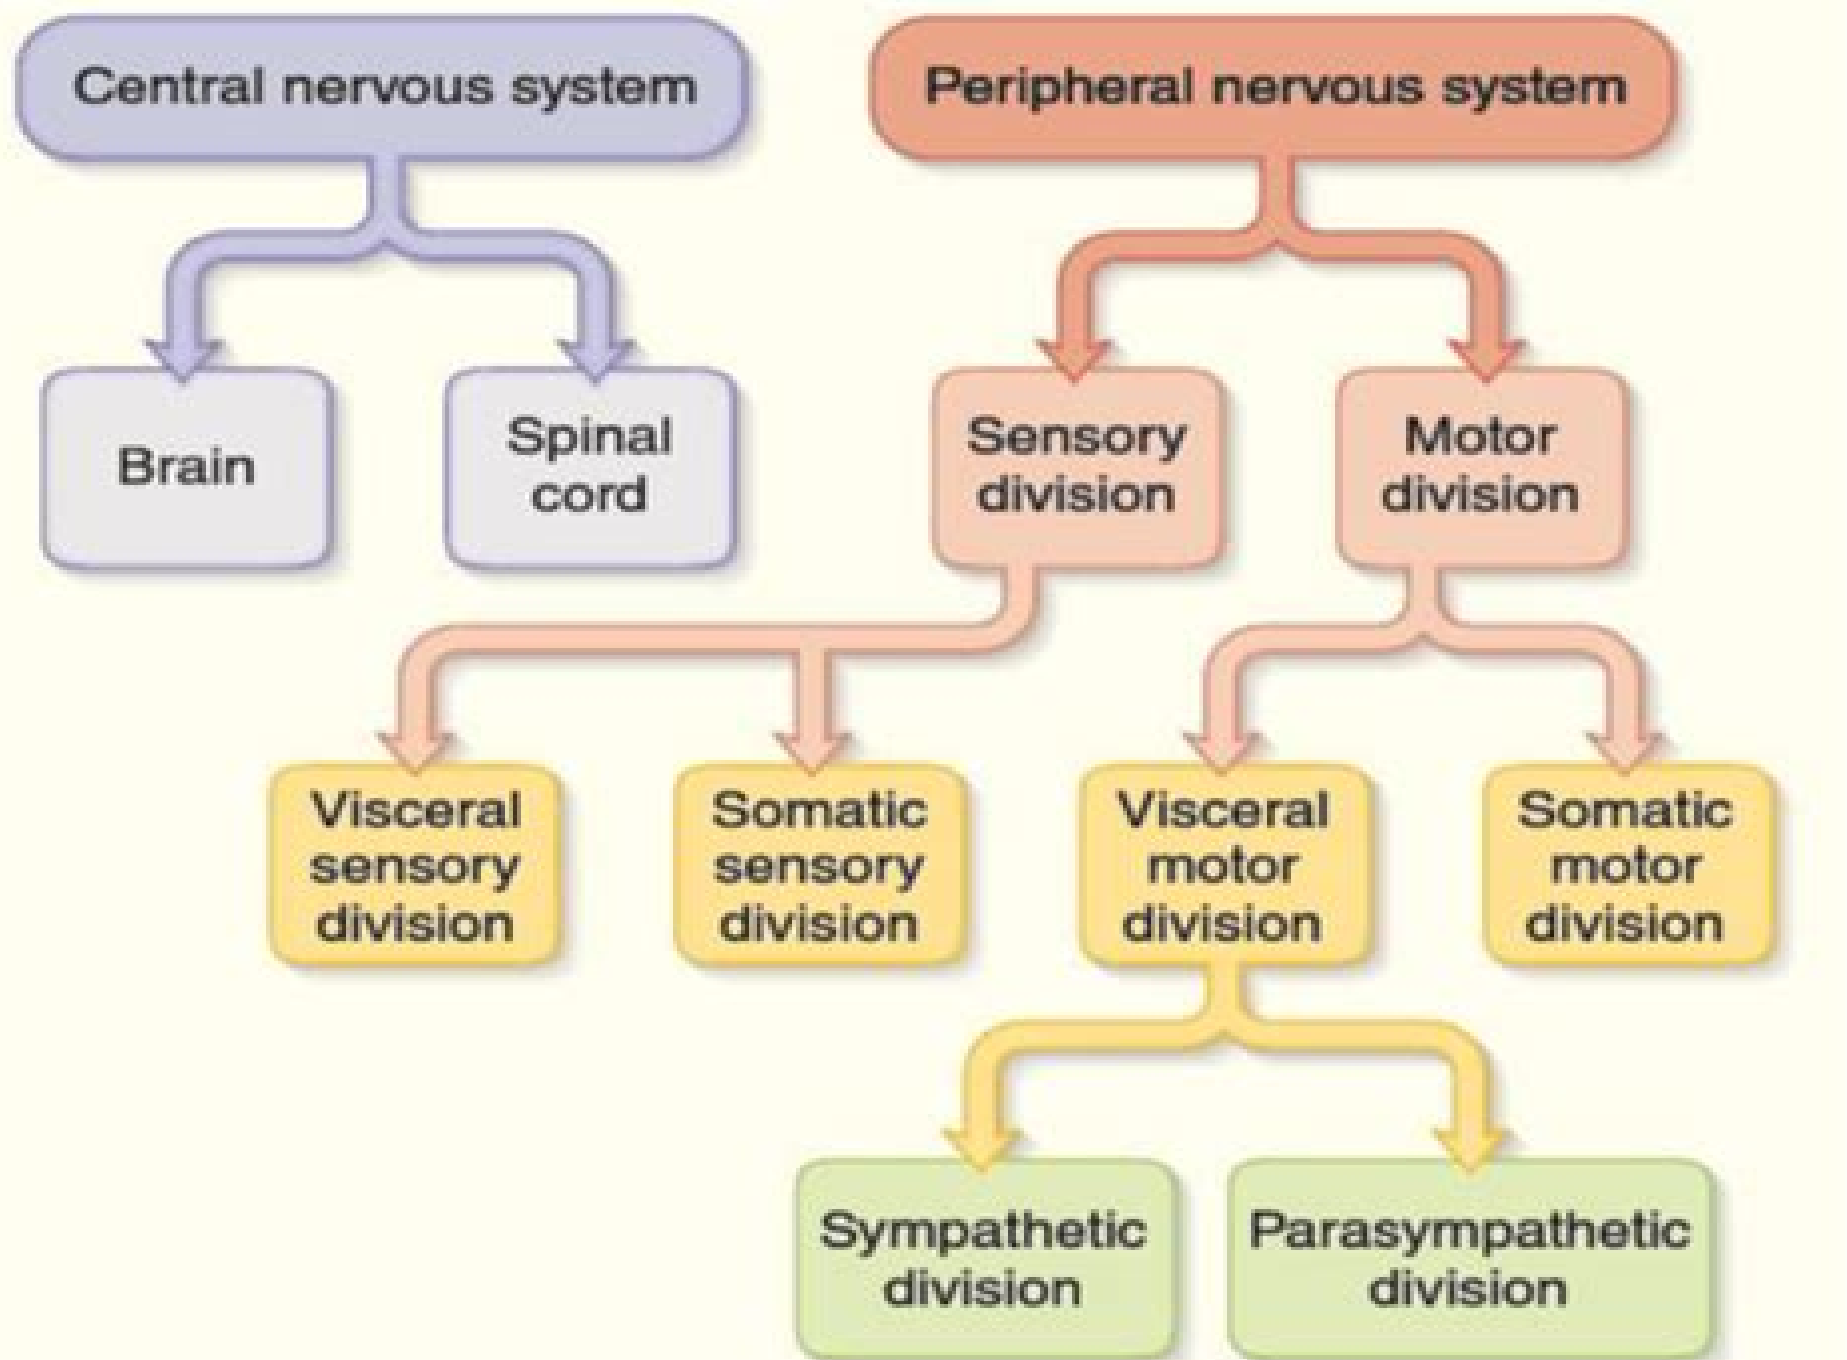 Central nervous system
Peripheral nervous system
Brain
Spinal
cord
Sensory
division
Motor
division
Visceral
sensory
division
Somatic
sensory
division
Visceral
motor
division
Somatic
motor
division
Sympathetic
division
Parasympathetic
division